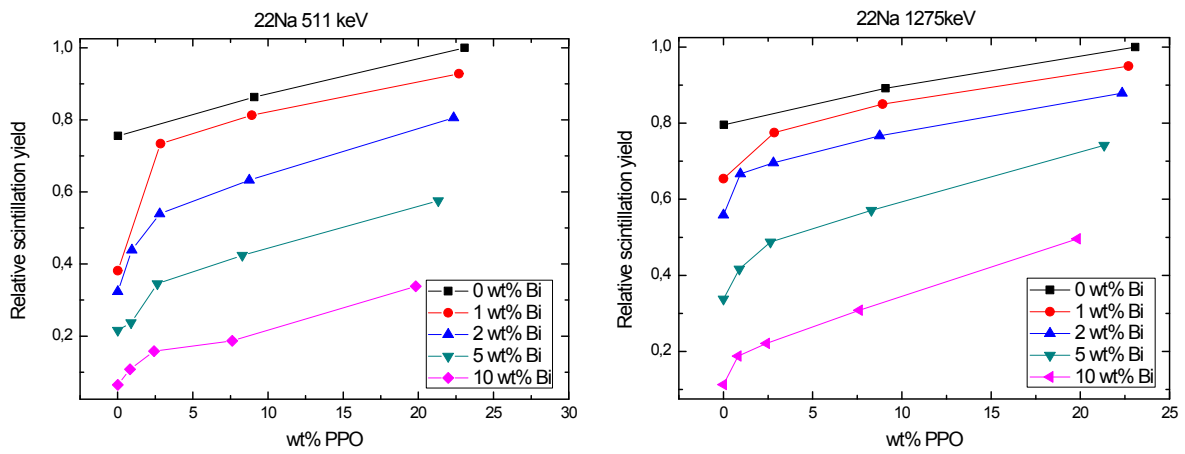 22Na 511 keV
Relative scintillation yield
1,0
0,8
0,6
0,4
0,2
0
5
10
15
20
25
30
wt% PPO
0 wt% Bi
1 wt% Bi
2 wt% Bi
5 wt% Bi
10 wt% Bi
22Na 1275keV
Relative scintillation yield
1,0
0,8
0,6
0,4
0,2
0
5
10
15
20
25
wt% PPO
0 wt% Bi
1 wt% Bi
2 wt% Bi
5 wt% Bi
10 wt% Bi